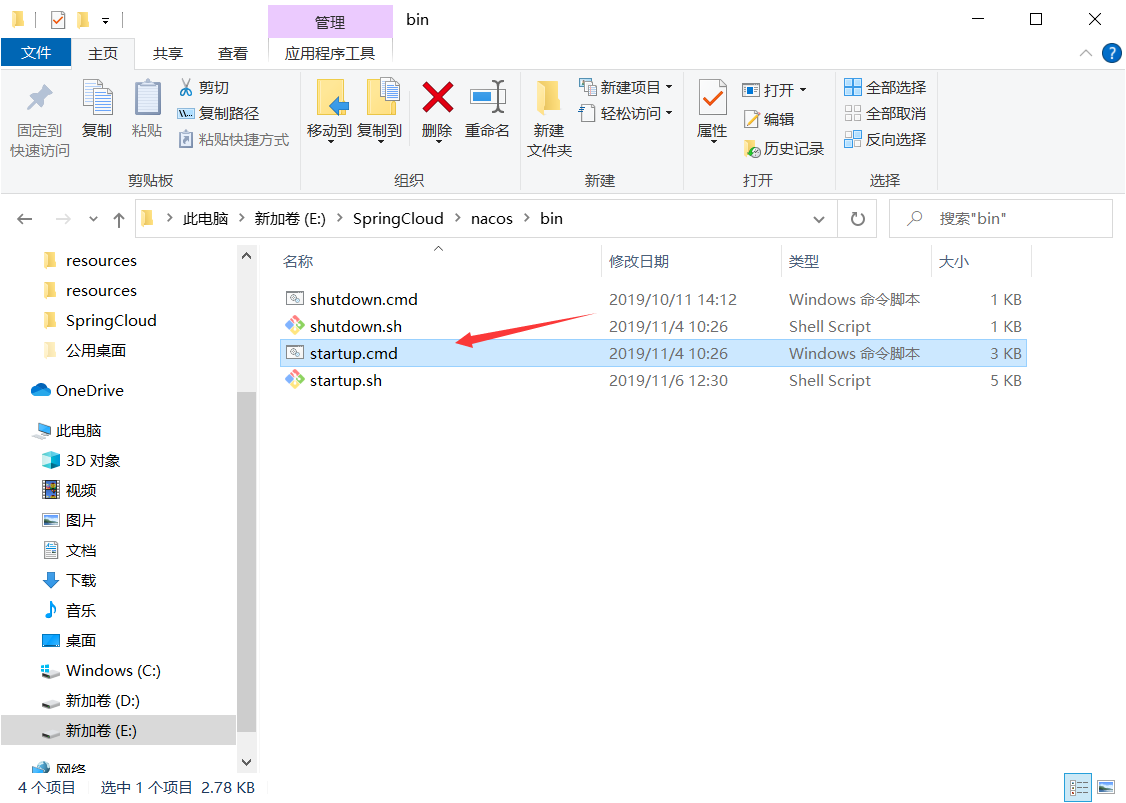 管理
bin
文件
主页
共享
查看
应用程序工具
?
固定到
快速访问
复制
粘贴
剪切
复制路径
粘贴快捷方式
剪贴板
移动到
复制到
删除
重命名
组织
新建
文件夹
新建项目
轻松访问
新建
属性
打开
编辑
历史记录
打开
全部选择
全部取消
反向选择
选择
此电脑 新加卷 (E:) SpringCloud nacos bin
搜索"bin"
resources
resources
SpringCloud
公用桌面
OneDrive
此电脑
3D 对象
视频
图片
文档
下载
音乐
桌面
Windows (C:)
新加卷 (D:)
新加卷 (E:)
网络
名称 修改日期 类型 大小
shutdown.cmd 2019/10/11 14:12 Windows 命令脚本 1 KB
shutdown.sh 2019/11/4 10:26 Shell Script 1 KB
startup.cmd 2019/11/4 10:26 Windows 命令脚本 3 KB
startup.sh 2019/11/6 12:30 Shell Script 5 KB
4 个项目 选中 1 个项目 2.78 KB